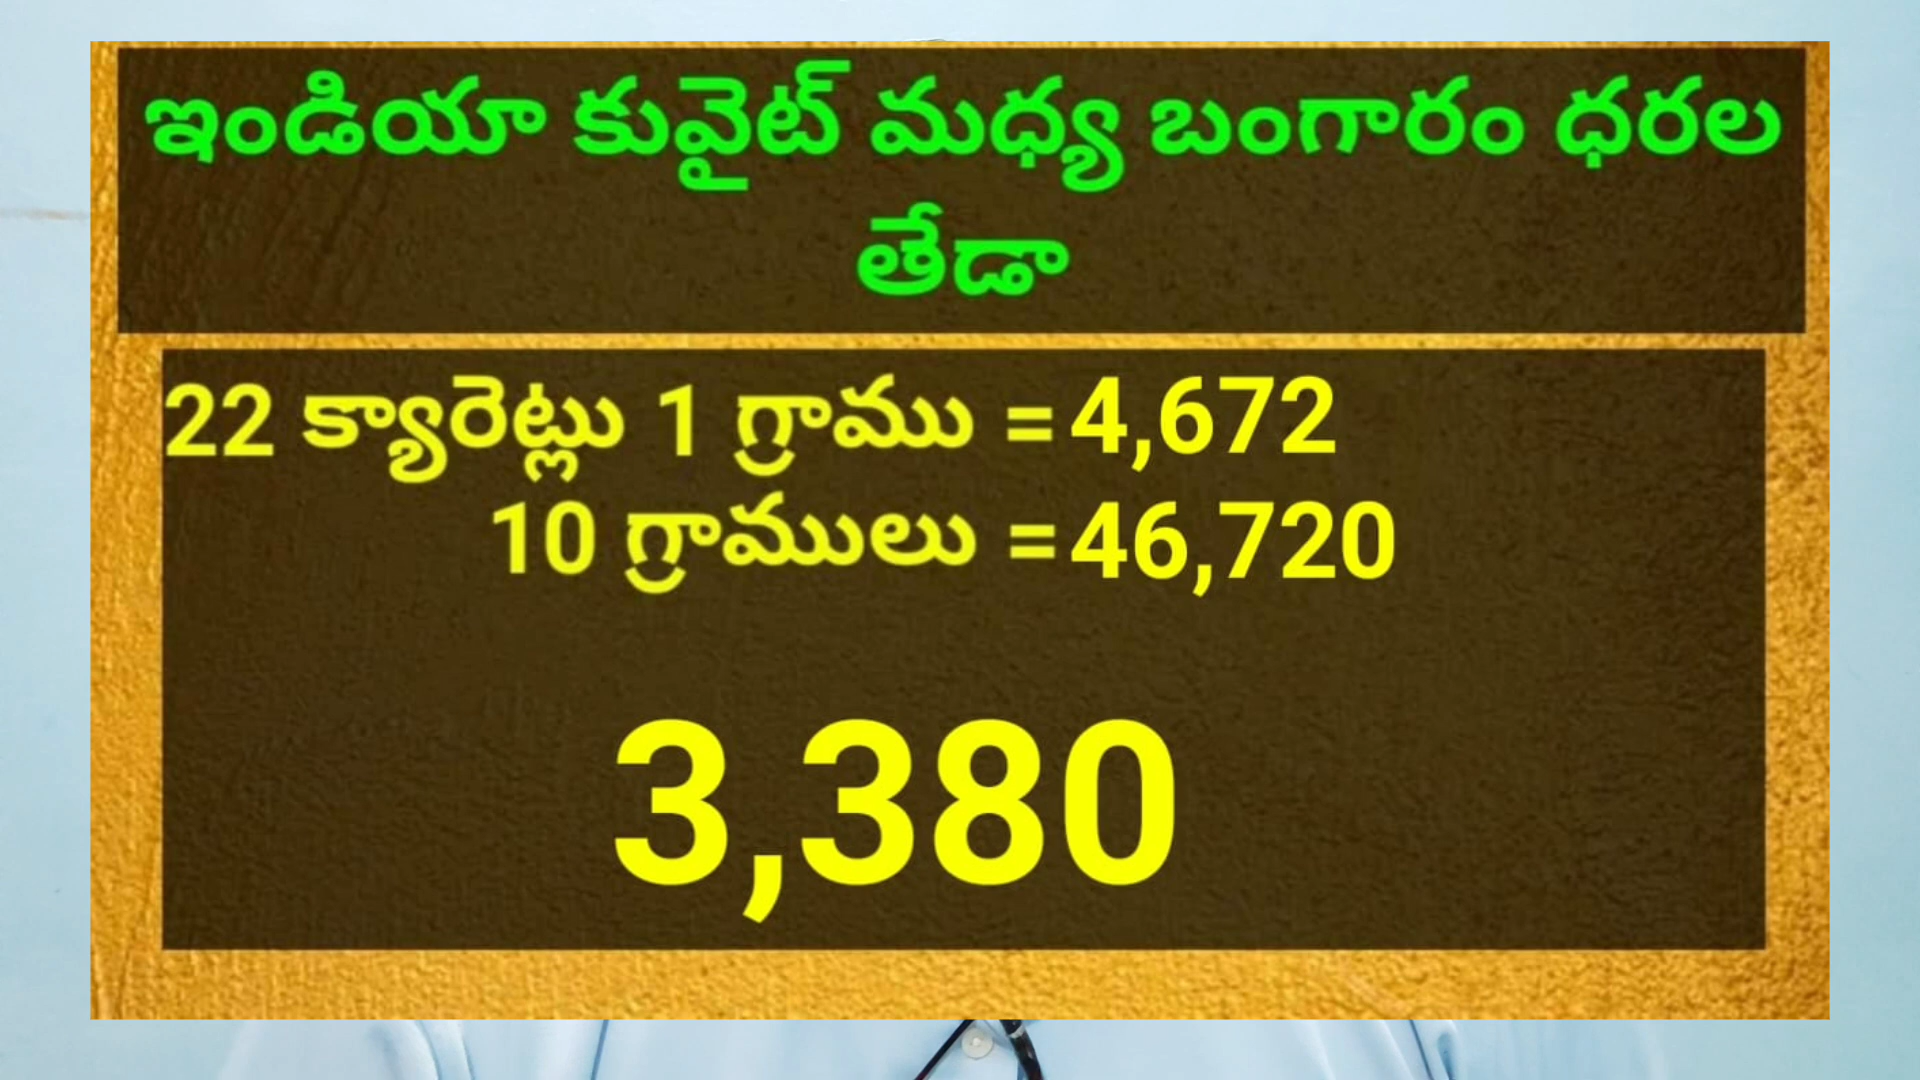 ఇండియా కువైట్ మధ్య బంగారం ధరల
తేడా
22 క్యారెట్లు 1 గ్రాము =4,672
10 గ్రాములు =46,720
3,380